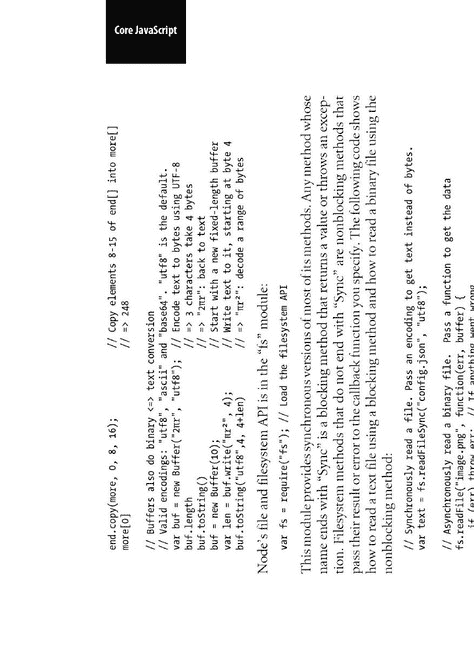 Core JavaScript
end.copy(more, 0, 8, 16);      // Copy elements 8-15 of end[] into more[]
more[0]                        // => 248
// Buffers also do binary <=> text conversion
// Valid encodings: "utf8", "ascii" and "base64". "utf8" is the default.
var buf = new Buffer("2πr", "utf8");  // Encode text to bytes using UTF-8
buf.length                     // => 3 characters take 4 bytes
buf.toString()                 // => "2πr": back to text
buf = new Buffer(10);          // Start with a new fixed-length buffer
var len = buf.write("πr²", 4); // Write text to it, starting at byte 4
buf.toString("utf8",4, 4+len)  // => "πr²": decode a range of bytes
Node's file and filesystem API is in the "fs" module:
var fs = require("fs"); // Load the filesystem API
This module provides synchronous versions of most of its methods. Any method whose
name ends with "Sync" is a blocking method that returns a value or throws an excep-
tion. Filesystem methods that do not end with "Sync" are nonblocking methods that
pass their result or error to the callback function you specify. The following code shows
how to read a text file using a blocking method and how to read a binary file using the
nonblocking method:
// Synchronously read a file. Pass an encoding to get text instead of bytes.
var text = fs.readFileSync("config.json", "utf8");
// Asynchronously read a binary file.  Pass a function to get the data
fs.readFile("image.png", function(err, buffer) {
if (err) throw err;  // If anything went wrong